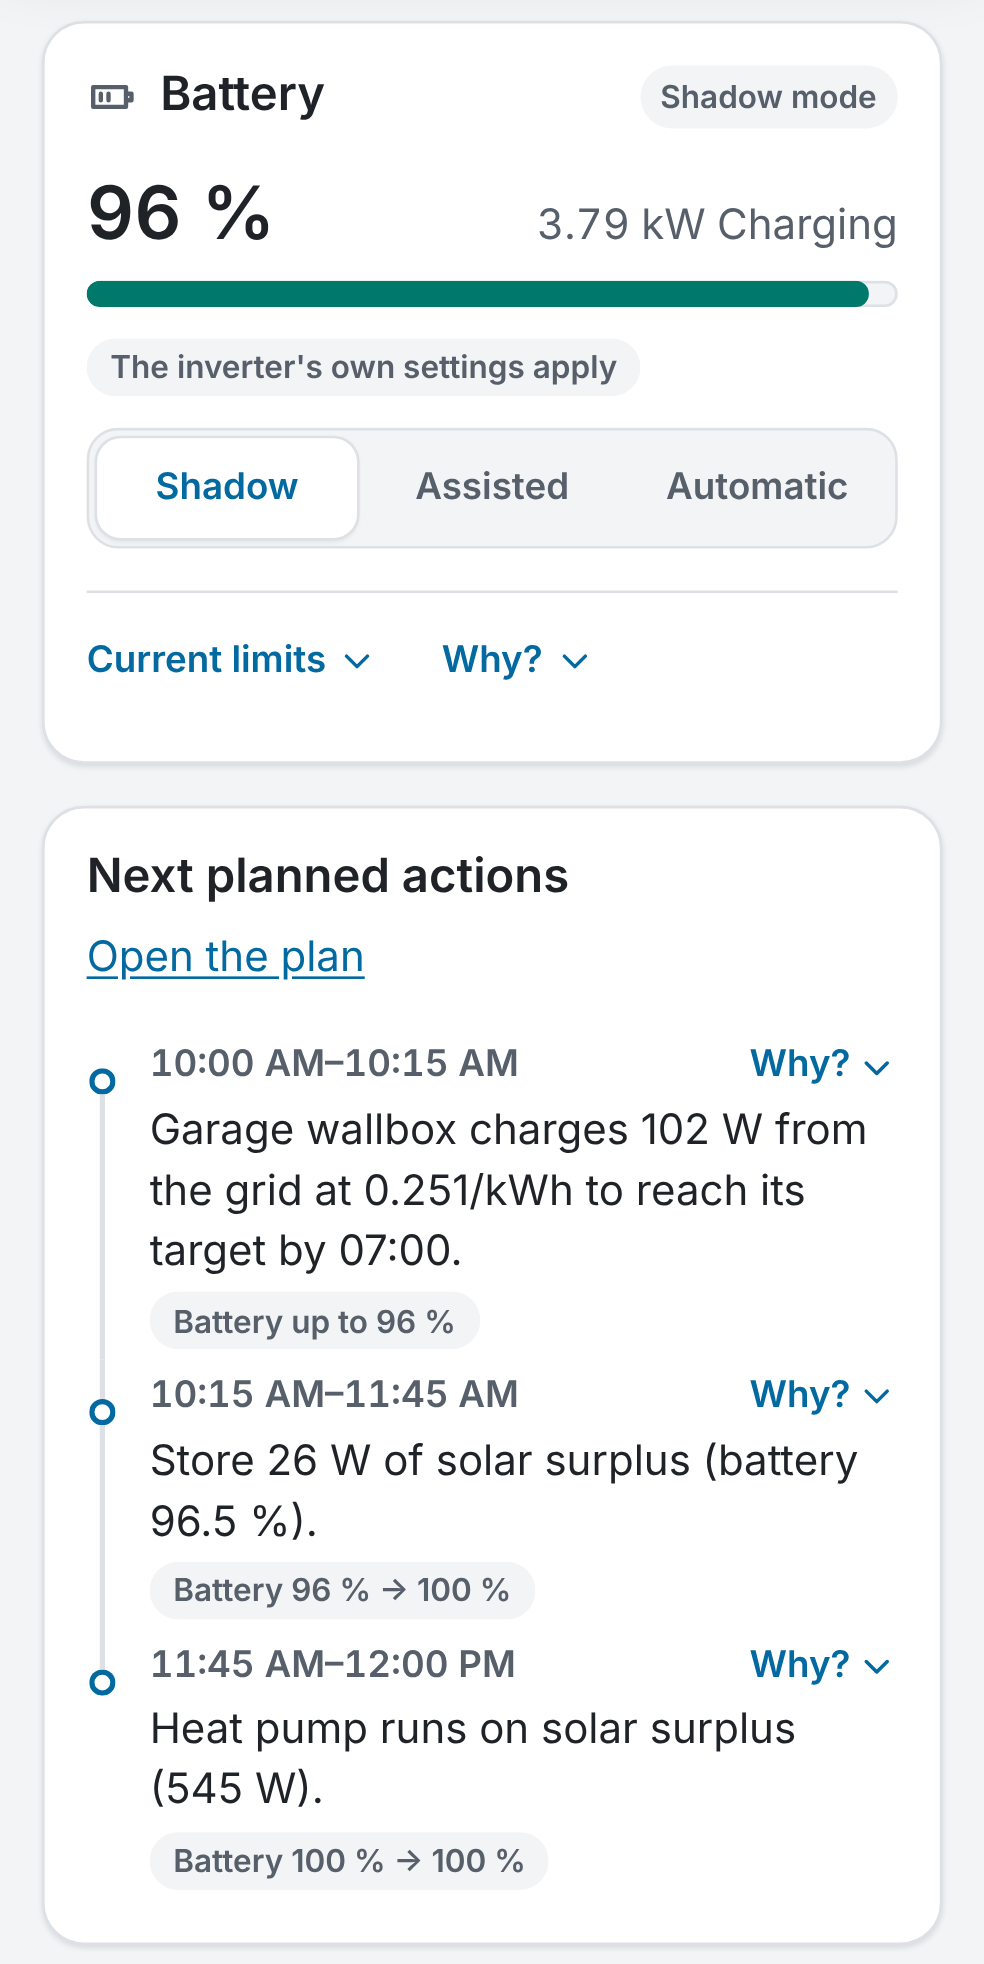 Battery
Shadow mode
96 %
3.79 kW Charging
The inverter's own settings apply
Shadow
Assisted
Automatic
Current limits
Why?
Next planned actions
Open the plan
10:00 AM–10:15 AM
Why?
Garage wallbox charges 102 W from
the grid at 0.251/kWh to reach its
target by 07:00.
Battery up to 96 %
10:15 AM–11:45 AM
Why?
Store 26 W of solar surplus (battery
96.5 %).
Battery 96 % → 100 %
11:45 AM–12:00 PM
Why?
Heat pump runs on solar surplus
(545 W).
Battery 100 % → 100 %